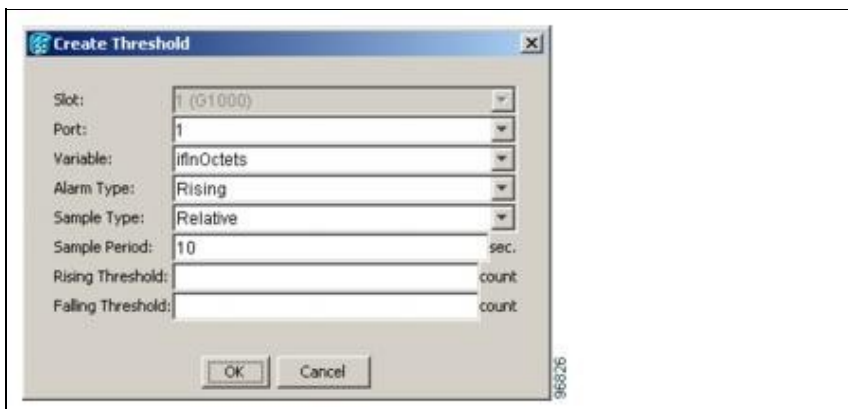 Create Threshold
Slot: 1 (G1000)
Port: 1
Variable: ifInOctets
Alarm Type: Rising
Sample Type: Relative
Sample Period: 10 sec.
Rising Threshold: count
Falling Threshold: count
OK Cancel
96826